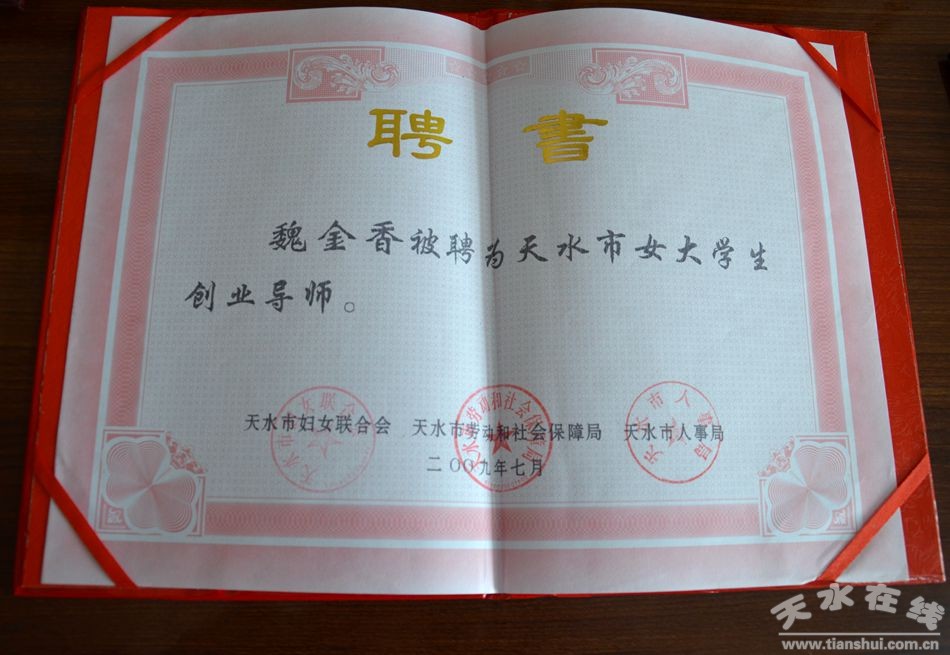 聘書
魏金香被聘为天水市女大学生
创业导师。
天水市妇女联合会 天水市劳动和社会保障局 天水市人事局
二00九年七月
天水在线
www.tianshui.com.cn